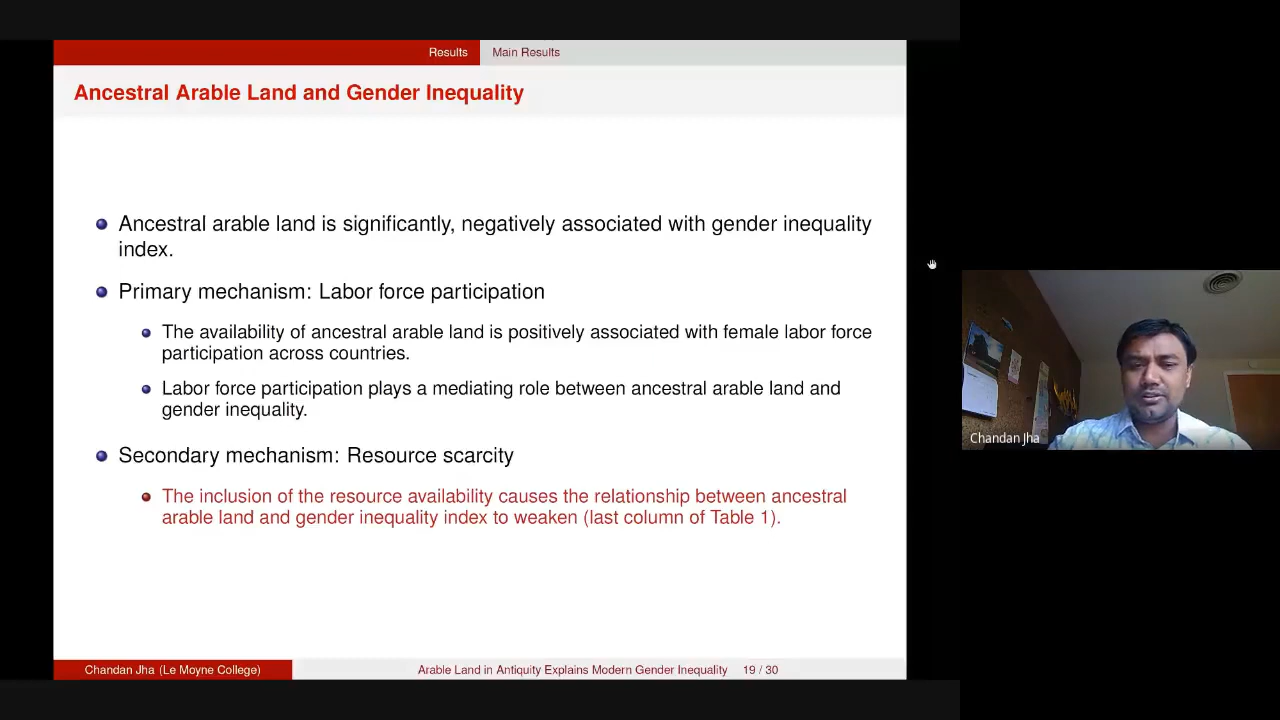 Results Main Results
Ancestral Arable Land and Gender Inequality
Ancestral arable land is significantly, negatively associated with gender inequality
index.
Primary mechanism: Labor force participation
The availability of ancestral arable land is positively associated with female labor force
participation across countries.
Labor force participation plays a mediating role between ancestral arable land and
gender inequality.
Secondary mechanism: Resource scarcity
The inclusion of the resource availability causes the relationship between ancestral
arable land and gender inequality index to weaken (last column of Table 1).
Chandan Jha (Le Moyne College) Arable Land in Antiquity Explains Modern Gender Inequality 19 / 30
Chandan Jha